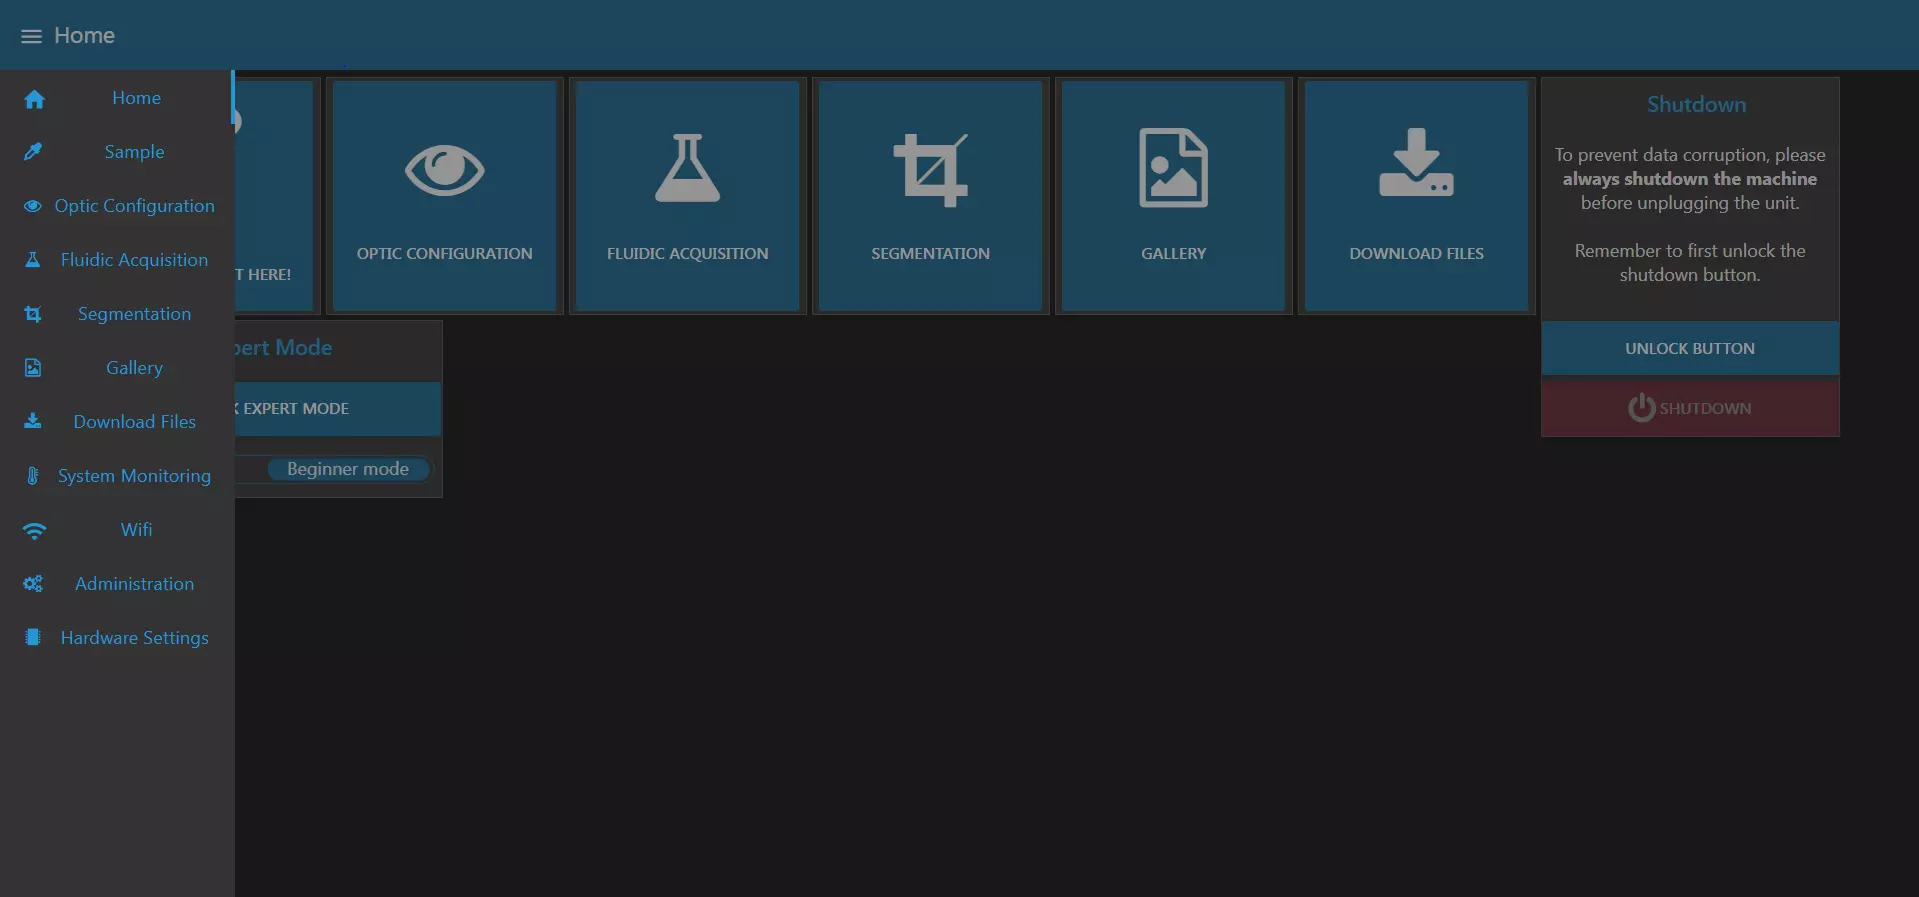 Home
Home
Sample
Optic Configuration
Fluidic Acquisition
Segmentation
Gallery
Download Files
System Monitoring
Wifi
Administration
Hardware Settings
T HERE!
OPTIC CONFIGURATION
FLUIDIC ACQUISITION
SEGMENTATION
GALLERY
DOWNLOAD FILES
Shutdown
To prevent data corruption, please
always shutdown the machine
before unplugging the unit.
Remember to first unlock the
shutdown button.
UNLOCK BUTTON
SHUTDOWN
pert Mode
K EXPERT MODE
Beginner mode